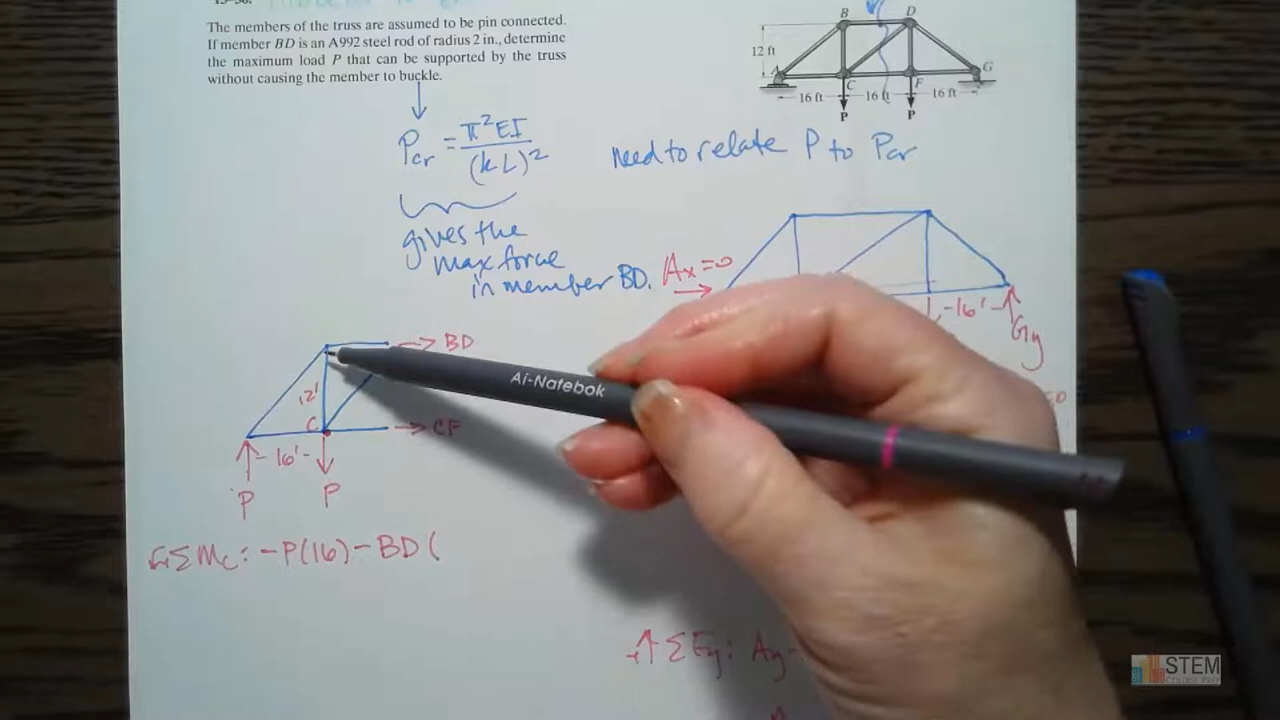 The members of the truss are assumed to be pin connected.
If member BD is an A992 steel rod of radius 2 in., determine
the maximum load P that can be supported by the truss
without causing the member to buckle.
B D
12 ft
A C F G
16 ft 16 ft 16 ft
P P
Pcr = π²EI / (kL)²
Need to relate P to Pcr
gives the
max force
in member BD.
Ax=0
-16'-
Gy
BD
12'
C
CF
-16'-
P P
ΣMc: -P(16) - BD(
+↑ΣFy: Ay-
Ai-Notebok
STEM
COURSE PREP